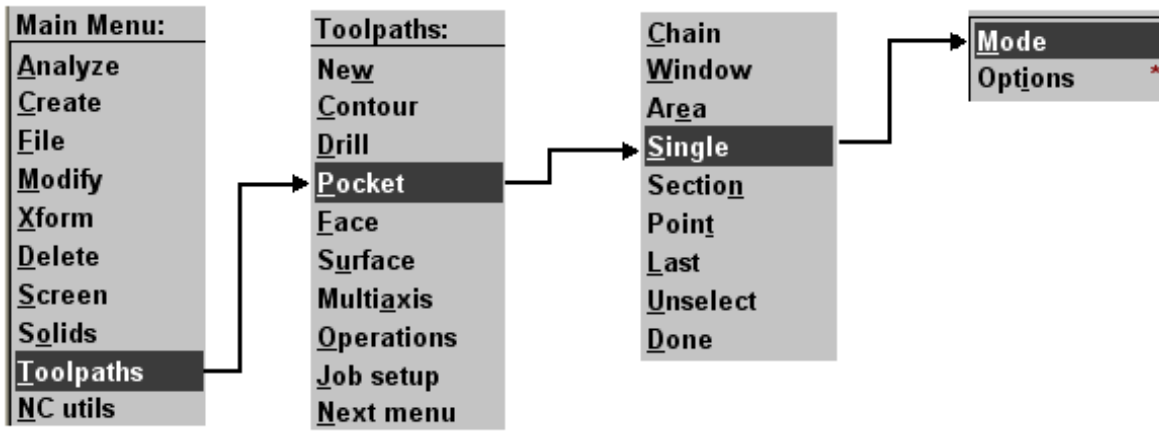 Main Menu:
Analyze
Create
File
Modify
Xform
Delete
Screen
Solids
Toolpaths
NC utils
Toolpaths:
New
Contour
Drill
Pocket
Face
Surface
Multiaxis
Operations
Job setup
Next menu
Chain
Window
Area
Single
Section
Point
Last
Unselect
Done
Mode
Options *